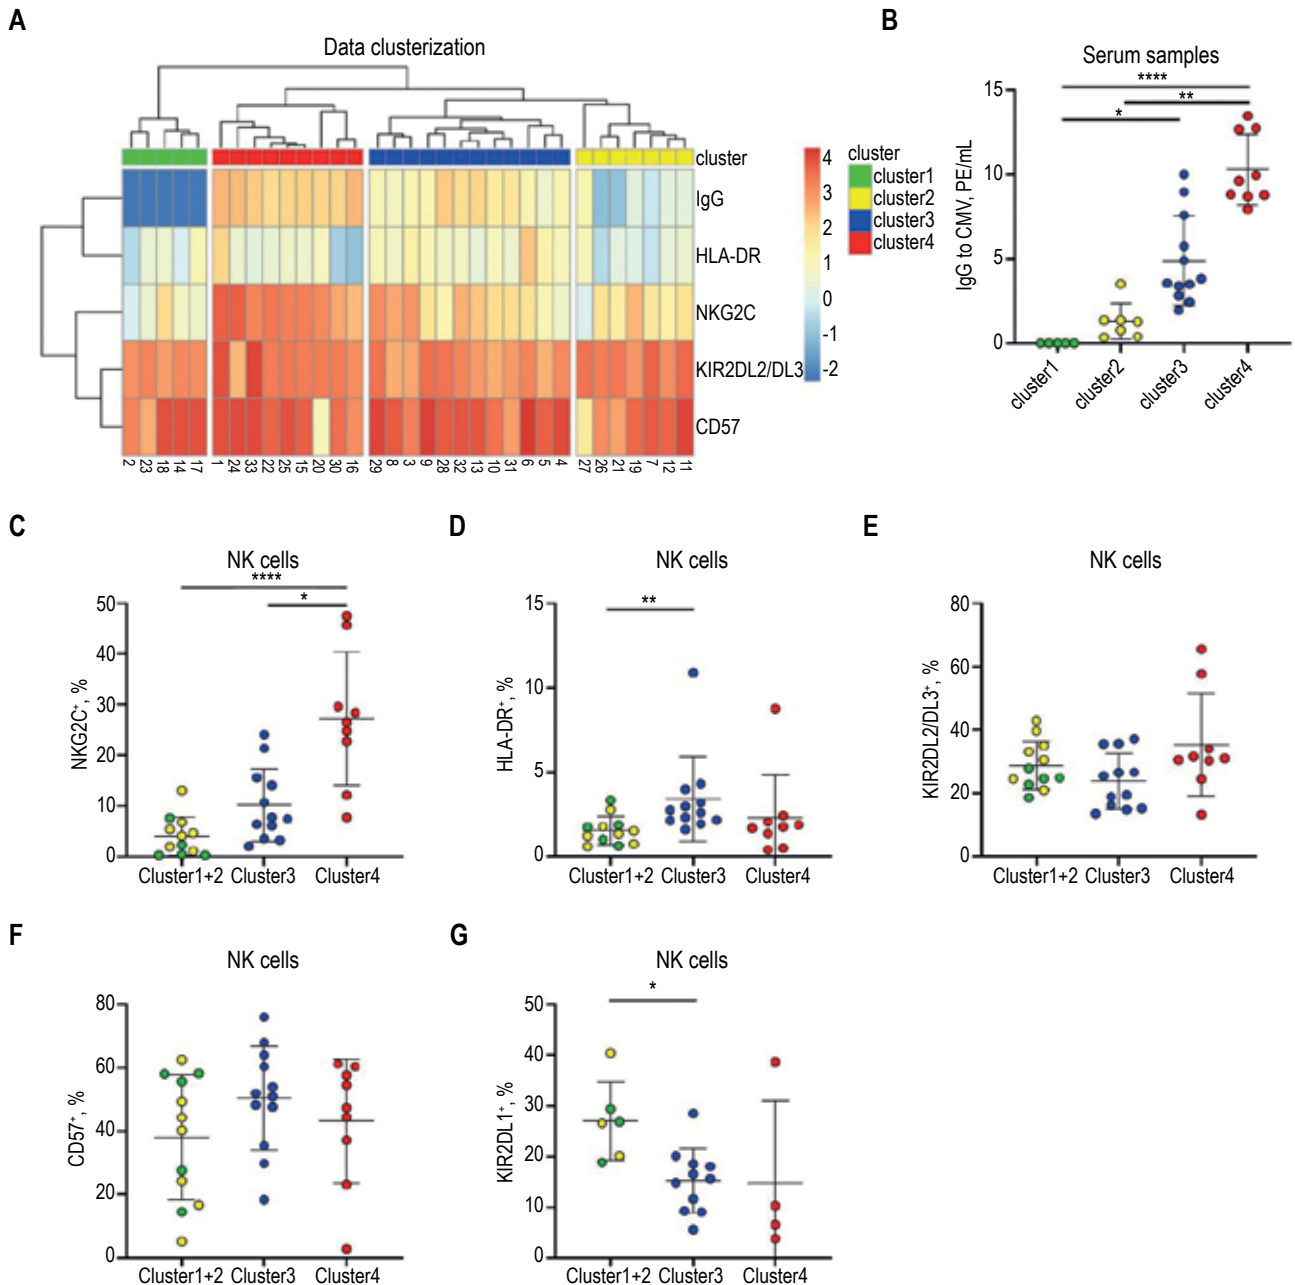 A
Data clusterization
cluster
IgG
HLA-DR
NKG2C
KIR2DL2/DL3
CD57
2 23 18 14 17 1 24 33 22 25 15 20 30 16 29 8 3 9 28 32 13 10 31 6 5 4 27 26 21 19 7 12 11
4
3
2
1
0
-1
-2
cluster
cluster1
cluster2
cluster3
cluster4
B
Serum samples
****
**
*
IgG to CMV, PE/mL
15
10
5
0
cluster1 cluster2 cluster3 cluster4
C
NK cells
****
*
NKG2C+, %
50
40
30
20
10
0
Cluster1+2 Cluster3 Cluster4
D
NK cells
**
HLA-DR+, %
15
10
5
0
Cluster1+2 Cluster3 Cluster4
E
NK cells
KIR2DL2/DL3+, %
80
60
40
20
0
Cluster1+2 Cluster3 Cluster4
F
NK cells
CD57+, %
80
60
40
20
0
Cluster1+2 Cluster3 Cluster4
G
NK cells
*
KIR2DL1+, %
50
40
30
20
10
0
Cluster1+2 Cluster3 Cluster4